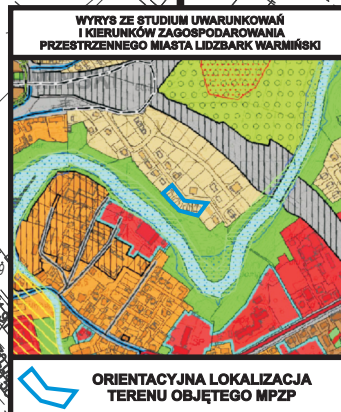 WYRYS ZE STUDIUM UWARUNKOWAŃ
I KIERUNKÓW ZAGOSPODAROWANIA
PRZESTRZENNEGO MIASTA LIDZBARK WARMIŃSKI
ORIENTACYJNA LOKALIZACJA
TERENU OBJĘTEGO MPZP